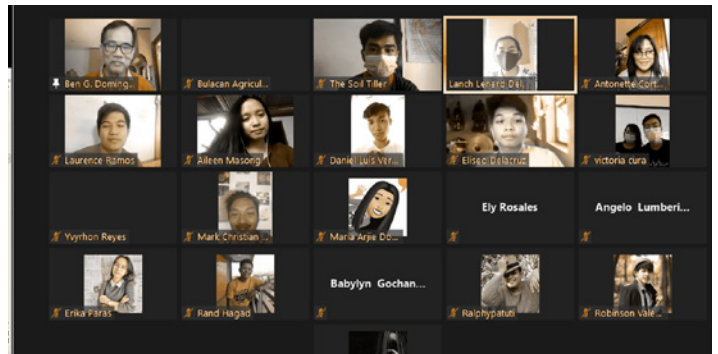 Ben G. Doming...
Bulacan Agricul...
The Soil Tiller
Lanch Lenard Del...
Antonette Cort...
Laurence Ramos
Aileen Masong
Daniel Luis Ver...
Eliseo Delacruz
victoria cura
Yvyrhon Reyes
Mark Christian ...
Maria Arjie Do...
Ely Rosales
Angelo Lumberi...
Erika Paras
Rand Hagad
Babylyn Gochan...
Ralphypatuti
Robinson Vale...